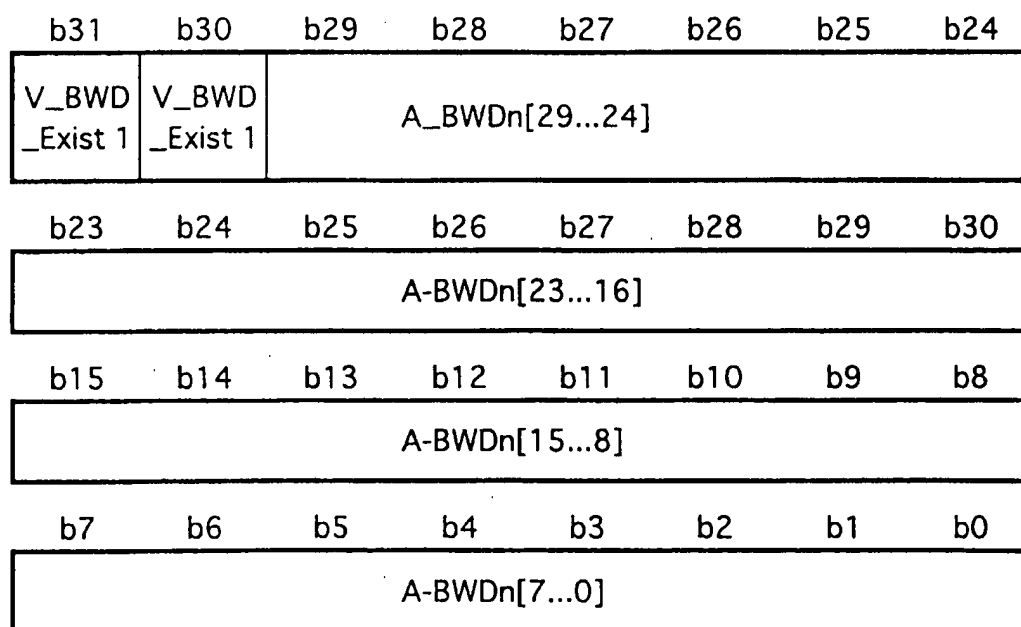 b31 b30 b29 b28 b27 b26 b25 b24
V_BWD V_BWD A_BWDn[29...24]
_Exist 1 _Exist 1
b23 b24 b25 b26 b27 b28 b29 b30
A-BWDn[23...16]
b15 b14 b13 b12 b11 b10 b9 b8
A-BWDn[15...8]
b7 b6 b5 b4 b3 b2 b1 b0
A-BWDn[7...0]